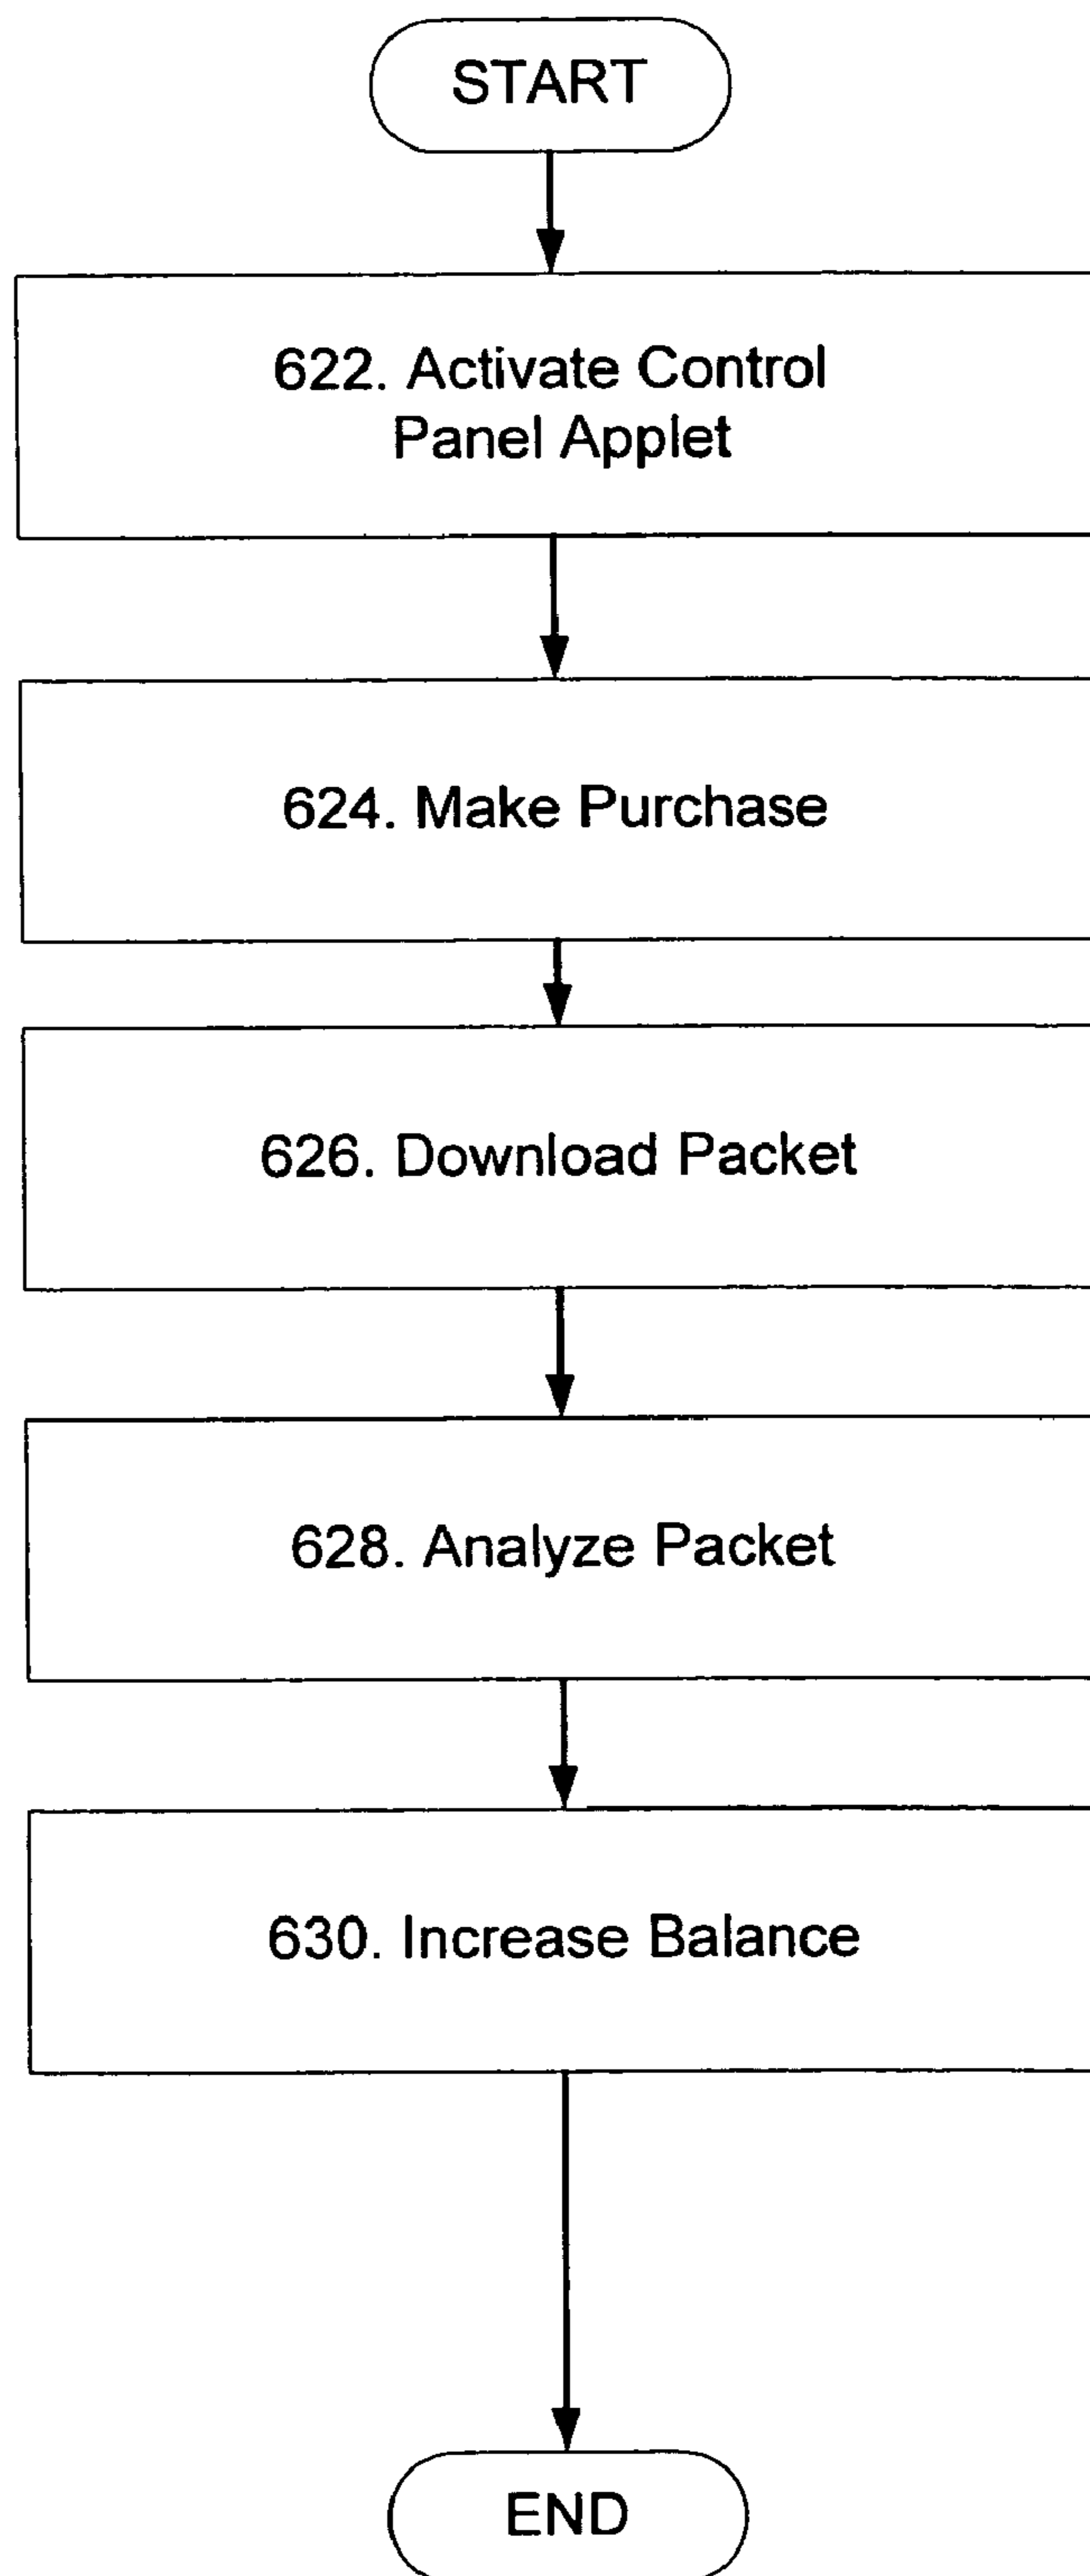 START
622. Activate Control
Panel Applet
624. Make Purchase
626. Download Packet
628. Analyze Packet
630. Increase Balance
END